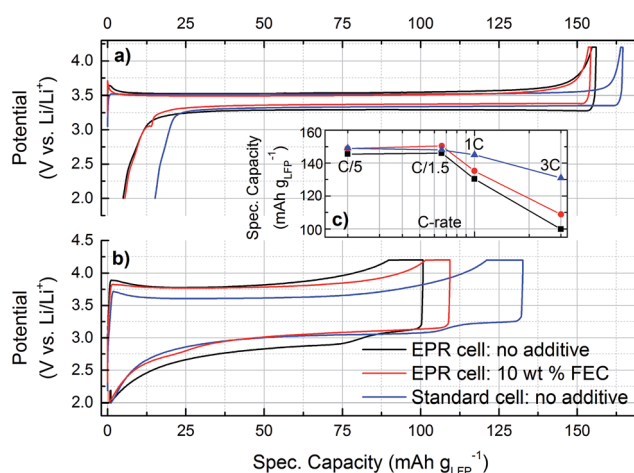 0 25 50 75 100 125 150
a)
4.0
3.5
3.0
2.5
2.0
Potential
(V vs. Li/Li⁺)
160
140
120
100
Spec. Capacity
(mAh g_LFP⁻¹)
C/5
C/1.5
1C
3C
c)
C-rate
b)
4.5
4.0
3.5
3.0
2.5
2.0
Potential
(V vs. Li/Li⁺)
EPR cell: no additive
EPR cell: 10 wt % FEC
Standard cell: no additive
0 25 50 75 100 125 150
Spec. Capacity (mAh g_LFP⁻¹)